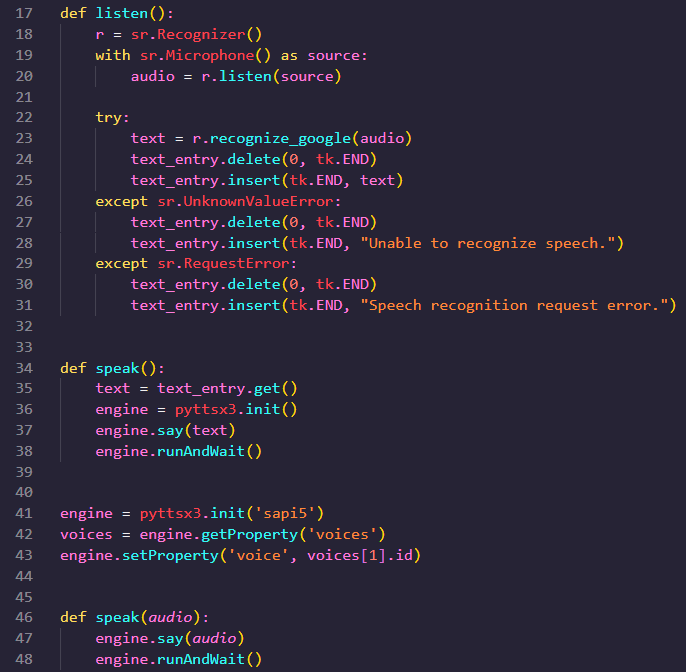 17 def listen():
18     r = sr.Recognizer()
19     with sr.Microphone() as source:
20         audio = r.listen(source)
21
22     try:
23         text = r.recognize_google(audio)
24         text_entry.delete(0, tk.END)
25         text_entry.insert(tk.END, text)
26     except sr.UnknownValueError:
27         text_entry.delete(0, tk.END)
28         text_entry.insert(tk.END, "Unable to recognize speech.")
29     except sr.RequestError:
30         text_entry.delete(0, tk.END)
31         text_entry.insert(tk.END, "Speech recognition request error.")
32
33
34 def speak():
35     text = text_entry.get()
36     engine = pyttsx3.init()
37     engine.say(text)
38     engine.runAndWait()
39
40
41 engine = pyttsx3.init('sapi5')
42 voices = engine.getProperty('voices')
43 engine.setProperty('voice', voices[1].id)
44
45
46 def speak(audio):
47     engine.say(audio)
48     engine.runAndWait()